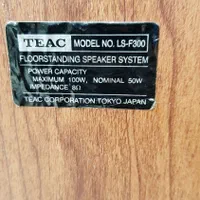 TEAC MODEL NO. LS-F300
FLOORSTANDING SPEAKER SYSTEM
POWER CAPACITY
MAXIMUM 100W, NOMINAL 50W
IMPEDANCE 8Ω
TEAC CORPORATION TOKYO JAPAN